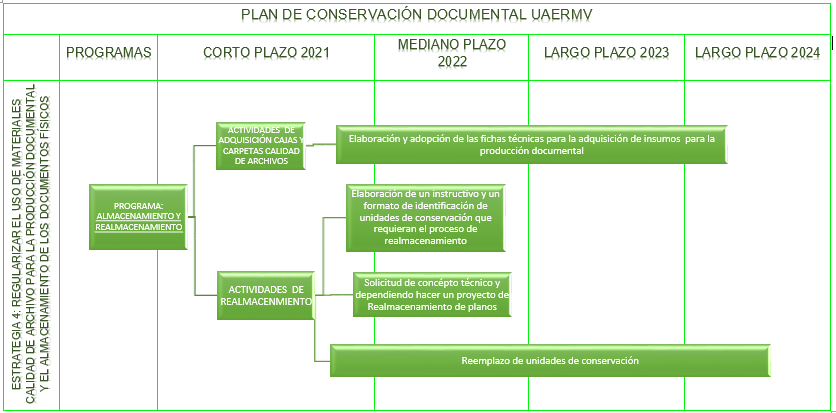 PLAN DE CONSERVACIÓN DOCUMENTAL UAERMV
PROGRAMAS
CORTO PLAZO 2021
MEDIANO PLAZO
2022
LARGO PLAZO 2023
LARGO PLAZO 2024
ESTRATEGIA 4: REGULARIZAR EL USO DE MATERIALES
CALIDAD DE ARCHIVO PARA LA PRODUCCIÓN DOCUMENTAL
Y EL ALMACENAMIENTO DE LOS DOCUMENTOS FÍSICOS
PROGRAMA:
ALMACENAMIENTO Y
REALMACENAMIENTO
ACTIVIDADES DE
ADQUISICIÓN CAJAS Y
CARPETAS CALIDAD
DE ARCHIVOS
Elaboración y adopción de las fichas técnicas para la adquisición de insumos para la
producción documental
ACTIVIDADES DE
REALMACENMIENTO
Elaboración de un instructivo y un
formato de identificación de
unidades de conservación que
requieran el proceso de
realmacenamiento
Solicitud de concépto técnico y
dependiendo hacer un proyecto de
Realmacenamiento de planos
Reemplazo de unidades de conservación